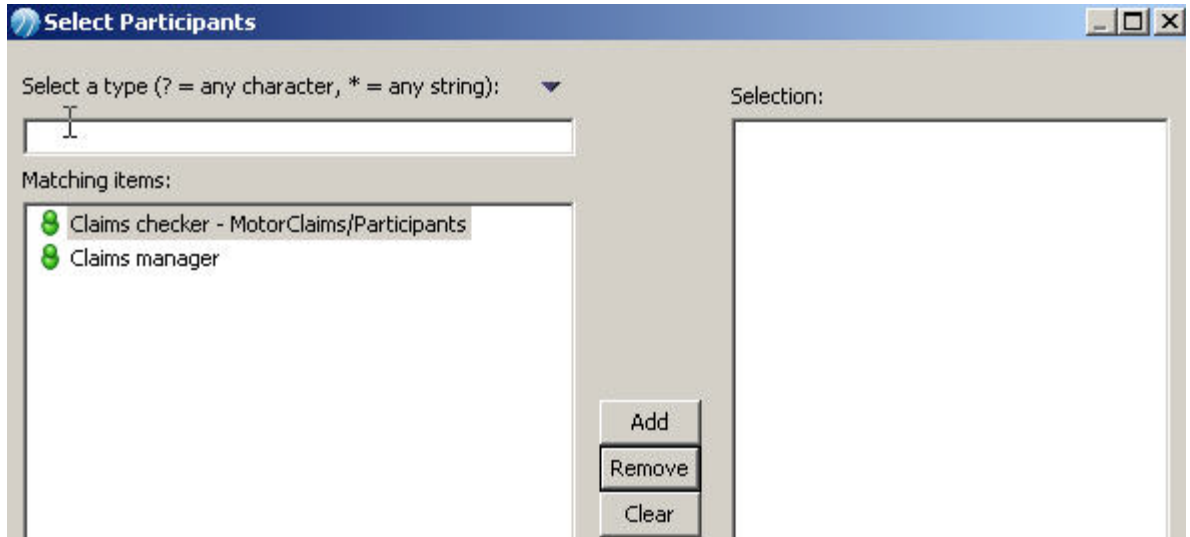 Select Participants
Select a type (? = any character, * = any string):
Matching items:
Claims checker - MotorClaims/Participants
Claims manager
Add
Remove
Clear
Selection: